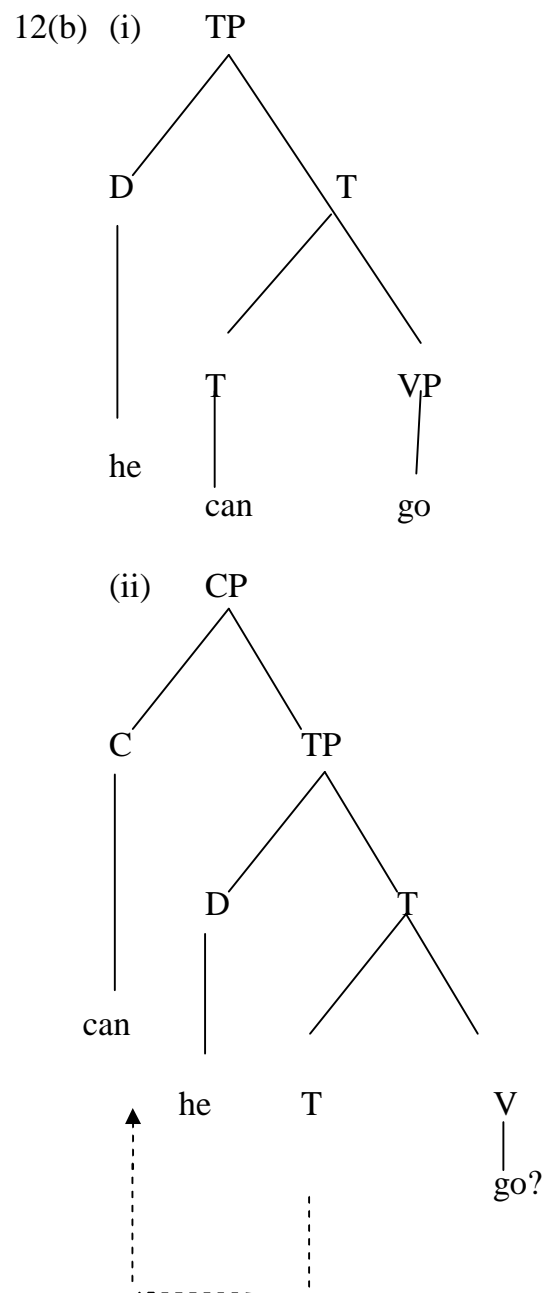 12(b) (i) TP
D T
T VP
he
can go
(ii) CP
C TP
D T
can
he T V
go?